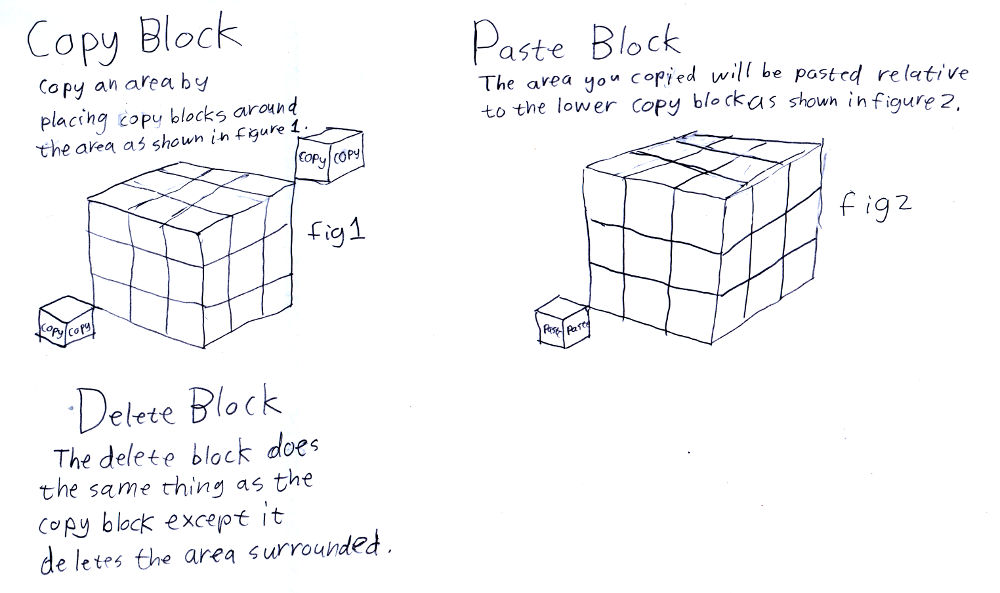 Copy Block
Copy an area by
placing copy blocks around
the area as shown in figure 1.
Copy Copy
fig1
Copy Copy
Paste Block
The area you copied will be pasted relative
to the lower copy block as shown in figure 2.
fig2
Paste Paste
Delete Block
The delete block does
the same thing as the
copy block except it
deletes the area surrounded.